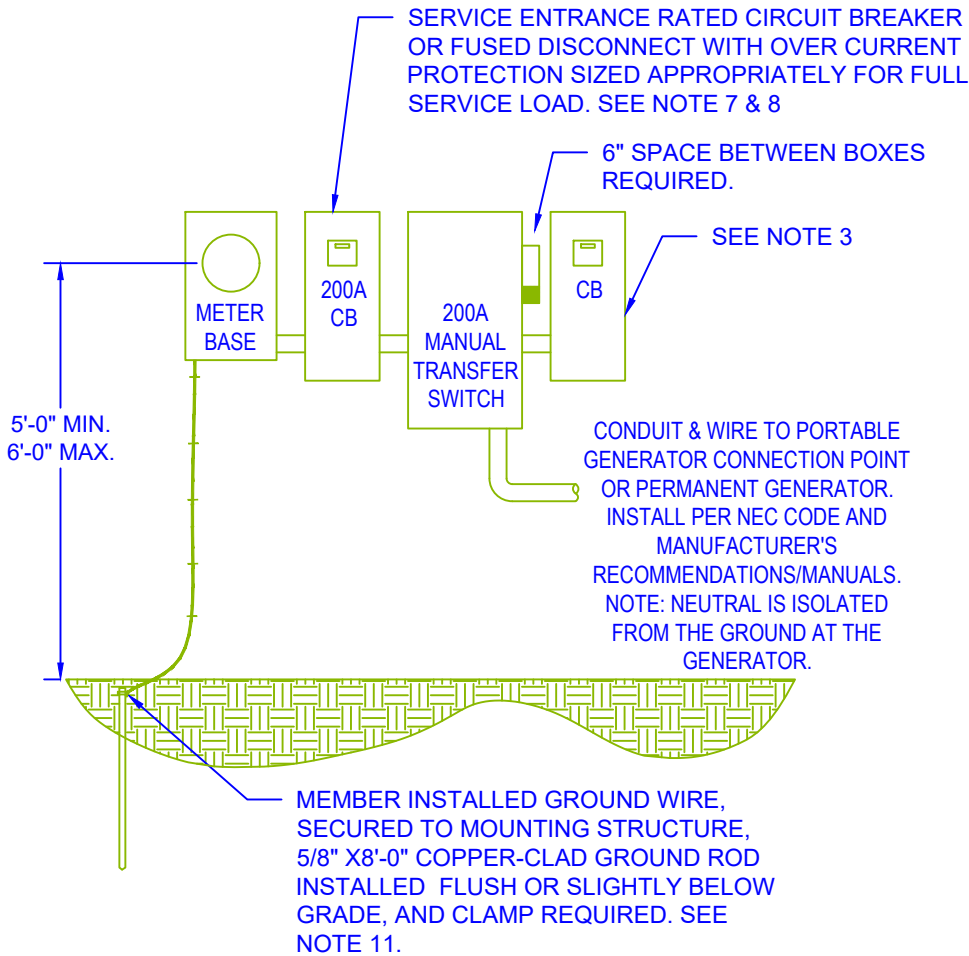 SERVICE ENTRANCE RATED CIRCUIT BREAKER
OR FUSED DISCONNECT WITH OVER CURRENT
PROTECTION SIZED APPROPRIATELY FOR FULL
SERVICE LOAD. SEE NOTE 7 & 8
6" SPACE BETWEEN BOXES
REQUIRED.
SEE NOTE 3
METER
BASE
200A
CB
200A
MANUAL
TRANSFER
SWITCH
CB
5'-0" MIN.
6'-0" MAX.
CONDUIT & WIRE TO PORTABLE
GENERATOR CONNECTION POINT
OR PERMANENT GENERATOR.
INSTALL PER NEC CODE AND
MANUFACTURER'S
RECOMMENDATIONS/MANUALS.
NOTE: NEUTRAL IS ISOLATED
FROM THE GROUND AT THE
GENERATOR.
MEMBER INSTALLED GROUND WIRE,
SECURED TO MOUNTING STRUCTURE,
5/8" X8'-0" COPPER-CLAD GROUND ROD
INSTALLED FLUSH OR SLIGHTLY BELOW
GRADE, AND CLAMP REQUIRED. SEE
NOTE 11.